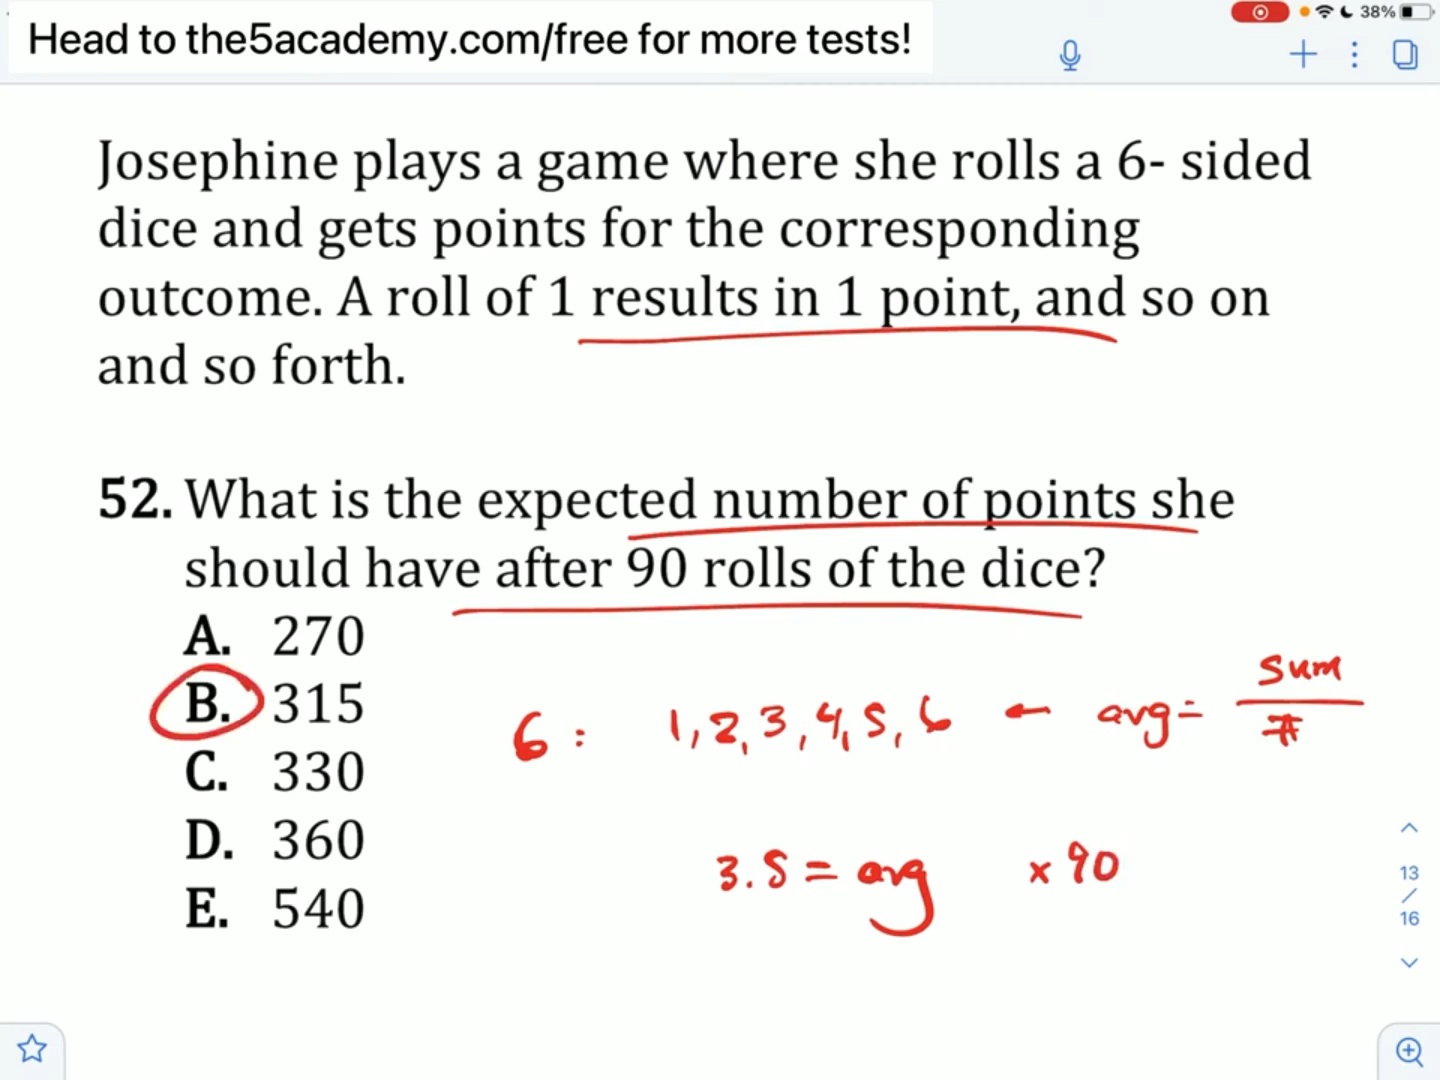 Head to the5academy.com/free for more tests!
38%
Josephine plays a game where she rolls a 6- sided
dice and gets points for the corresponding
outcome. A roll of 1 results in 1 point, and so on
and so forth.
52. What is the expected number of points she
should have after 90 rolls of the dice?
A. 270
B. 315
C. 330
D. 360
E. 540
6: 1, 2, 3, 4, 5, 6 ← avg = sum
#
3.5 = avg x 90
13
/
16